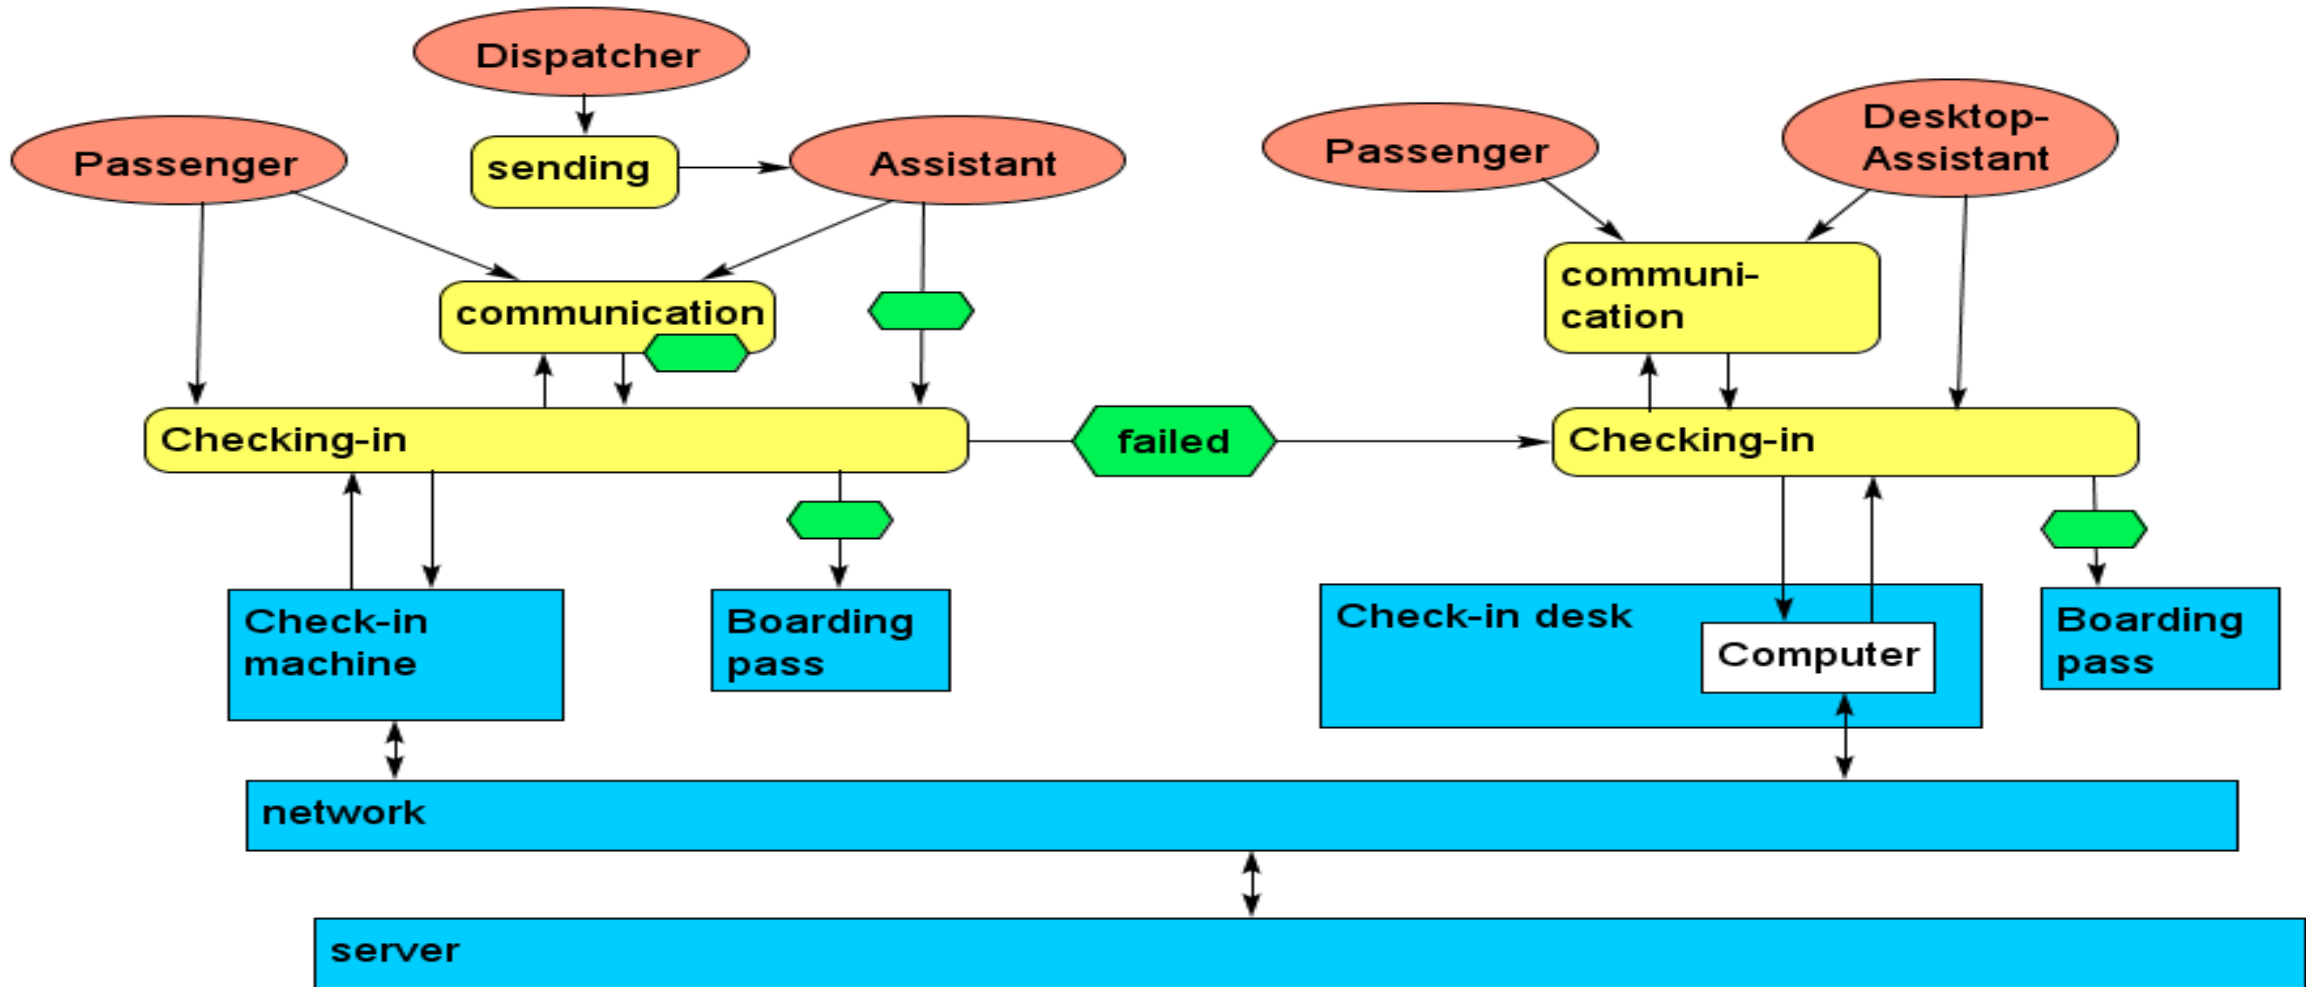 Dispatcher
Passenger
sending
Assistant
Passenger
Desktop-
Assistant
communication
communi-
cation
Checking-in
failed
Checking-in
Check-in
machine
Boarding
pass
Check-in desk
Computer
Boarding
pass
network
server